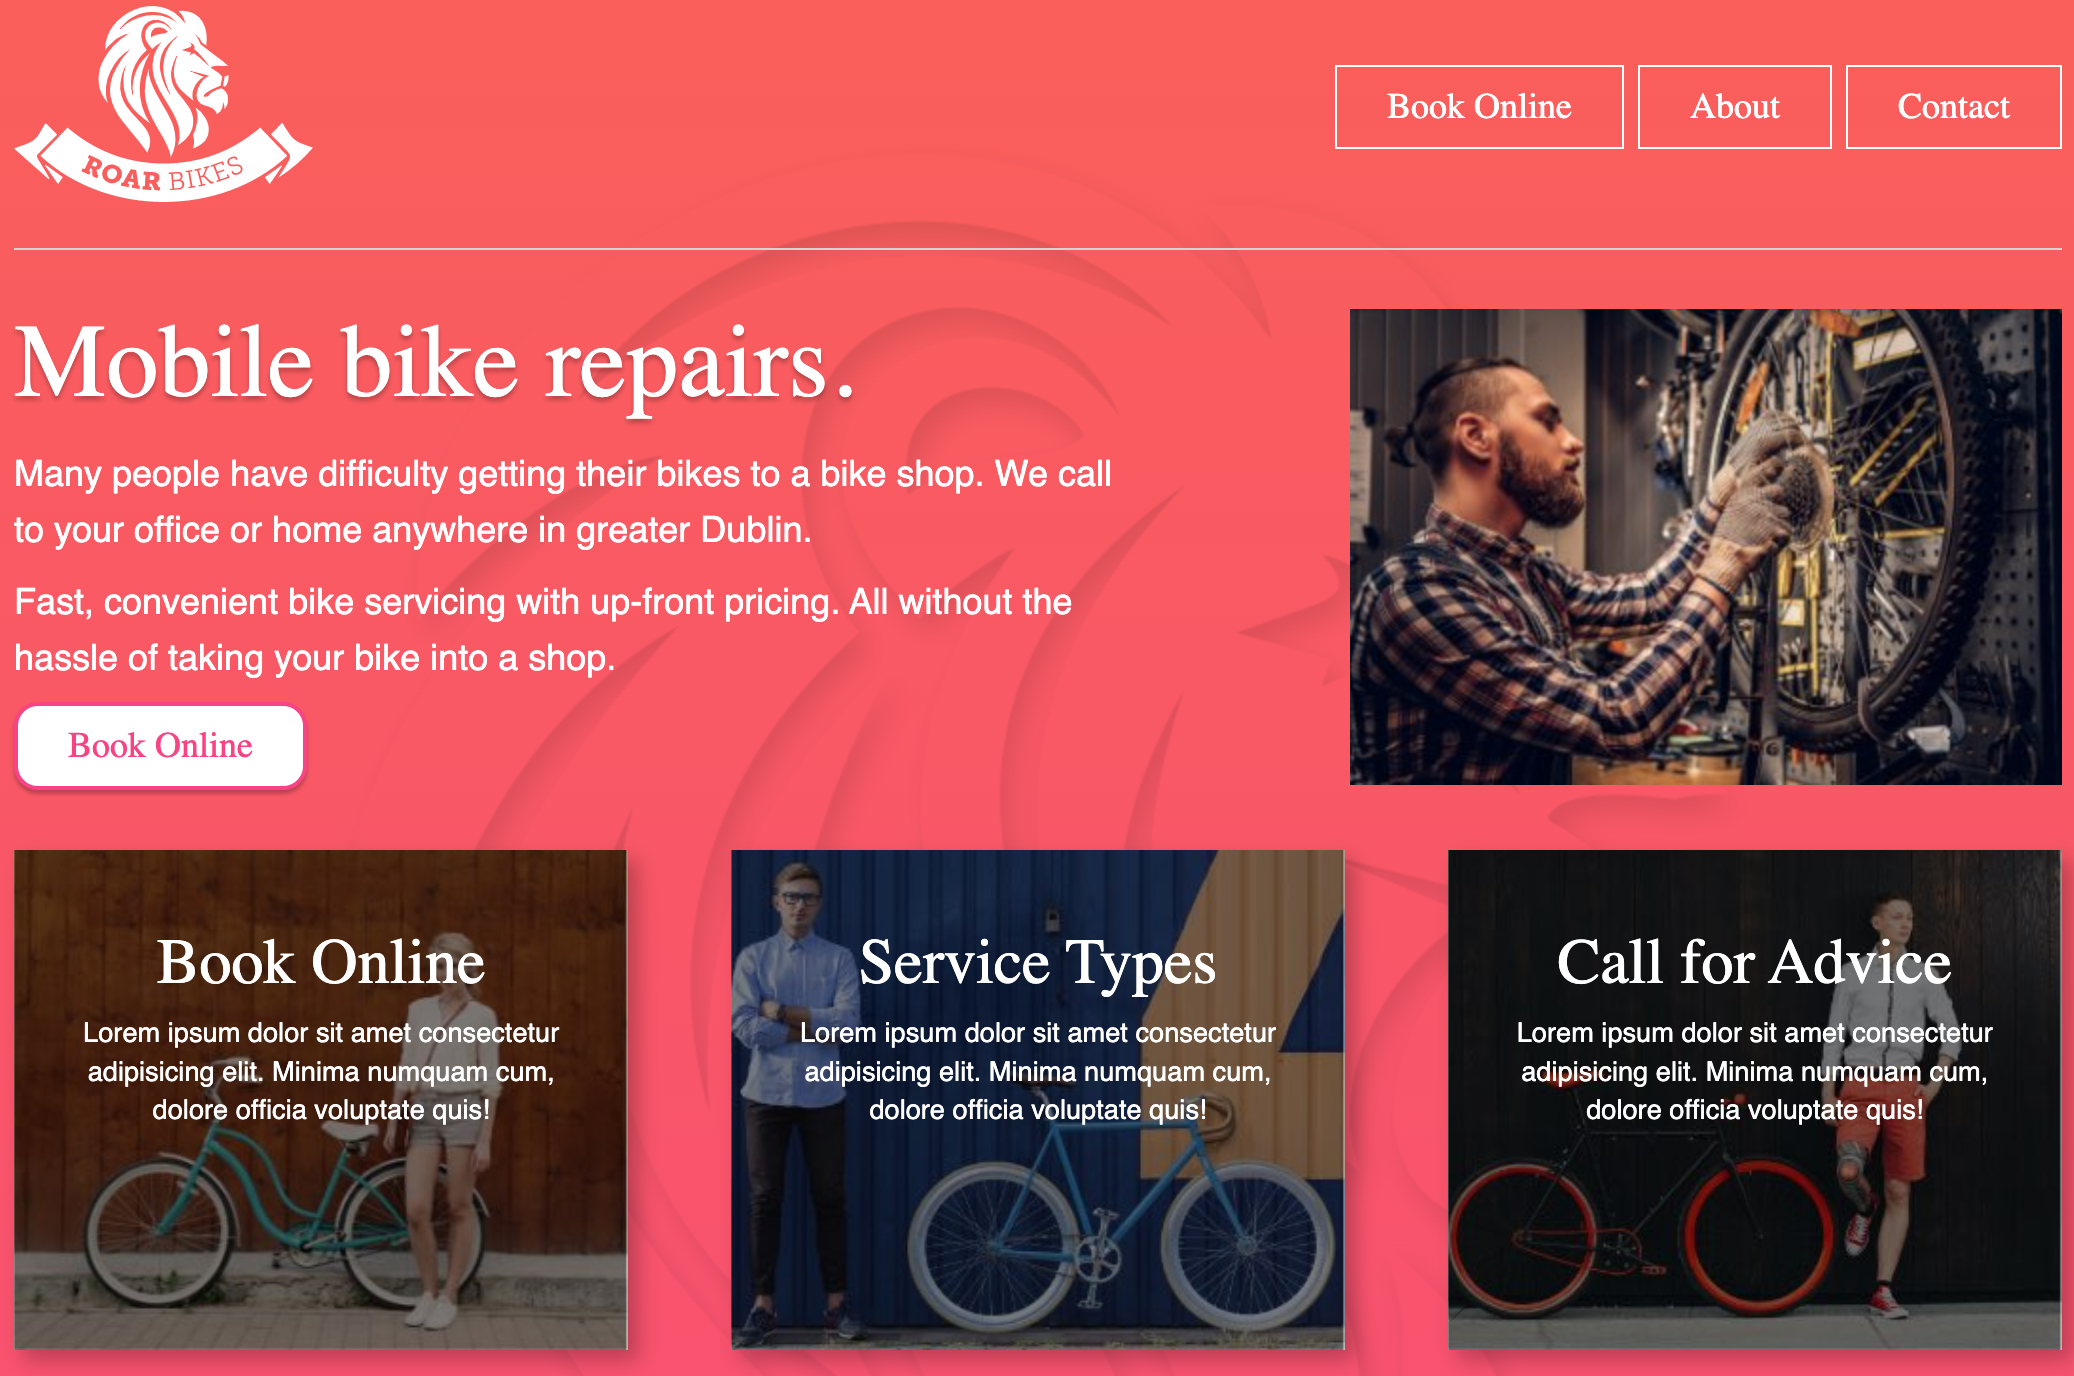 ROAR BIKES
Book Online
About
Contact
Mobile bike repairs.
Many people have difficulty getting their bikes to a bike shop. We call
to your office or home anywhere in greater Dublin.
Fast, convenient bike servicing with up-front pricing. All without the
hassle of taking your bike into a shop.
Book Online
Book Online
Lorem ipsum dolor sit amet consectetur
adipisicing elit. Minima numquam cum,
dolore officia voluptate quis!
Service Types
Lorem ipsum dolor sit amet consectetur
adipisicing elit. Minima numquam cum,
dolore officia voluptate quis!
Call for Advice
Lorem ipsum dolor sit amet consectetur
adipisicing elit. Minima numquam cum,
dolore officia voluptate quis!